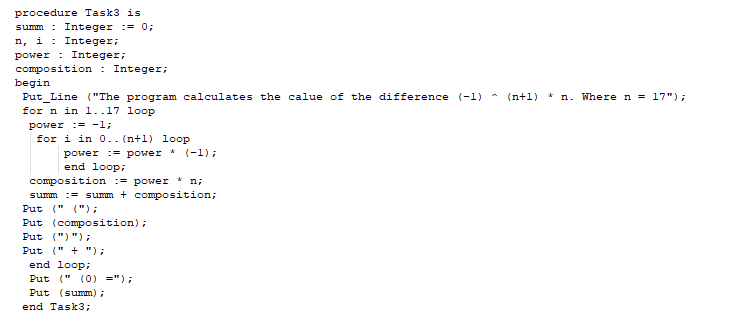 procedure Task3 is
summ : Integer := 0;
n, i : Integer;
power : Integer;
composition : Integer;
begin
Put_Line ("The program calculates the calue of the difference (-1) ^ (n+1) * n. Where n = 17");
for n in 1..17 loop
power := -1;
for i in 0..(n+1) loop
power := power * (-1);
end loop;
composition := power * n;
summ := summ + composition;
Put (" (");
Put (composition);
Put (")");
Put (" + ");
end loop;
Put (" (0) =");
Put (summ);
end Task3;